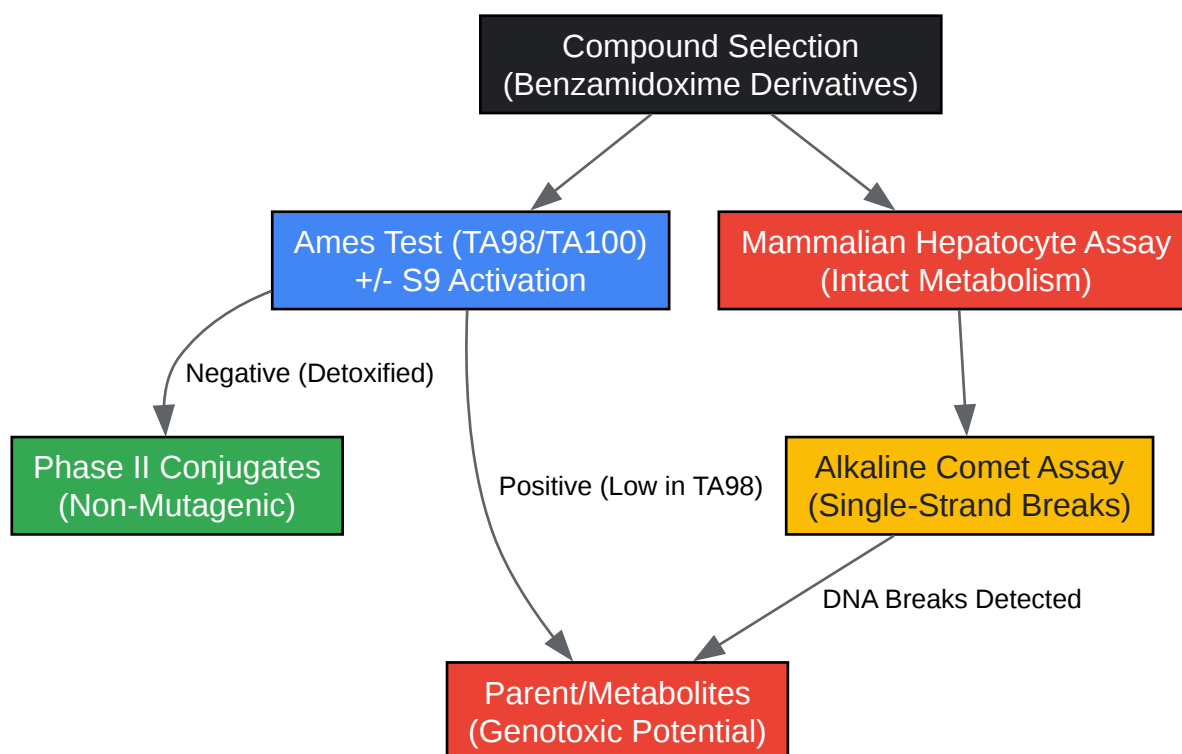 Compound Selection
(Benzamidoxime Derivatives)
Ames Test (TA98/TA100)
+/- S9 Activation
Mammalian Hepatocyte Assay
(Intact Metabolism)
Negative (Detoxified)
Phase II Conjugates
(Non-Mutagenic)
Positive (Low in TA98)
Alkaline Comet Assay
(Single-Strand Breaks)
DNA Breaks Detected
Parent/Metabolites
(Genotoxic Potential)